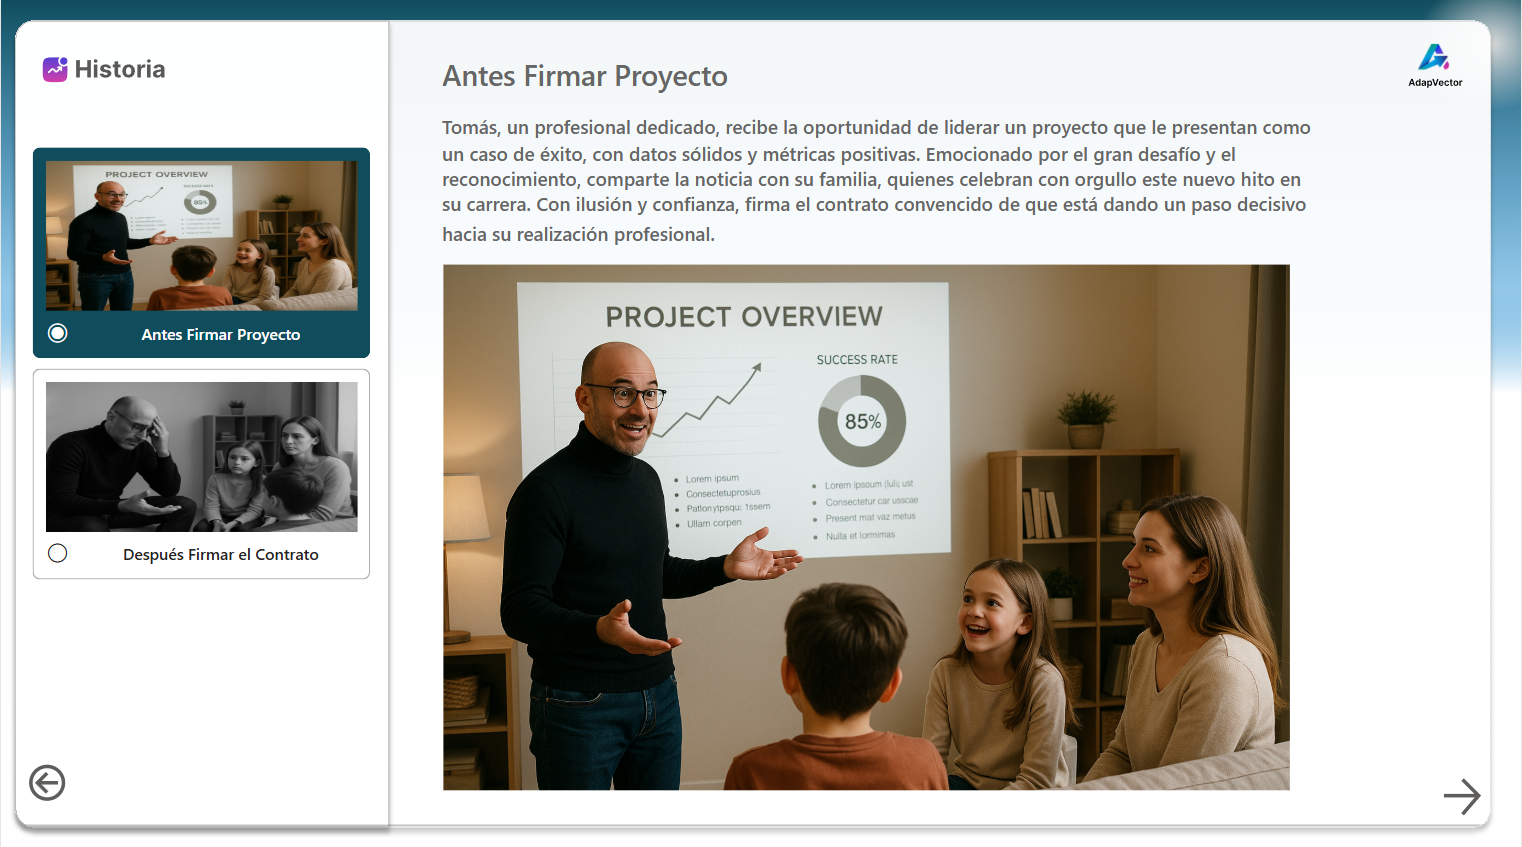 Historia
PROJECT OVERVIEW
SUCCESS RATE
85%
Antes Firmar Proyecto
Después Firmar el Contrato
Antes Firmar Proyecto
AdapVector
Tomás, un profesional dedicado, recibe la oportunidad de liderar un proyecto que le presentan como
un caso de éxito, con datos sólidos y métricas positivas. Emocionado por el gran desafío y el
reconocimiento, comparte la noticia con su familia, quienes celebran con orgullo este nuevo hito en
su carrera. Con ilusión y confianza, firma el contrato convencido de que está dando un paso decisivo
hacia su realización profesional.
PROJECT OVERVIEW
SUCCESS RATE
85%
• Lorem ipsum
• Consectetuprosius
• Ullam corpen
• Lorem ipsoum
• Consectetur car usscae
• Present mat vaz metus
• Nulla et iommas